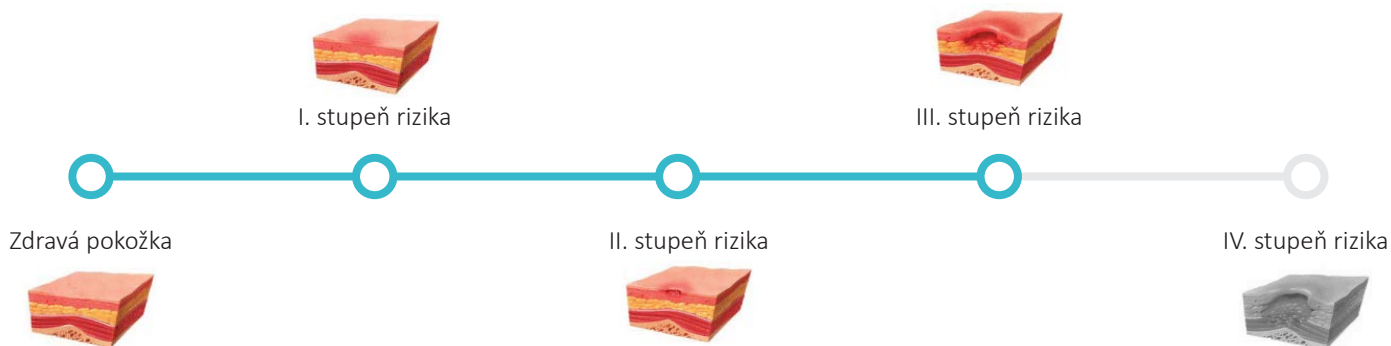 I. stupeň rizika
III. stupeň rizika
Zdravá pokožka
II. stupeň rizika
IV. stupeň rizika